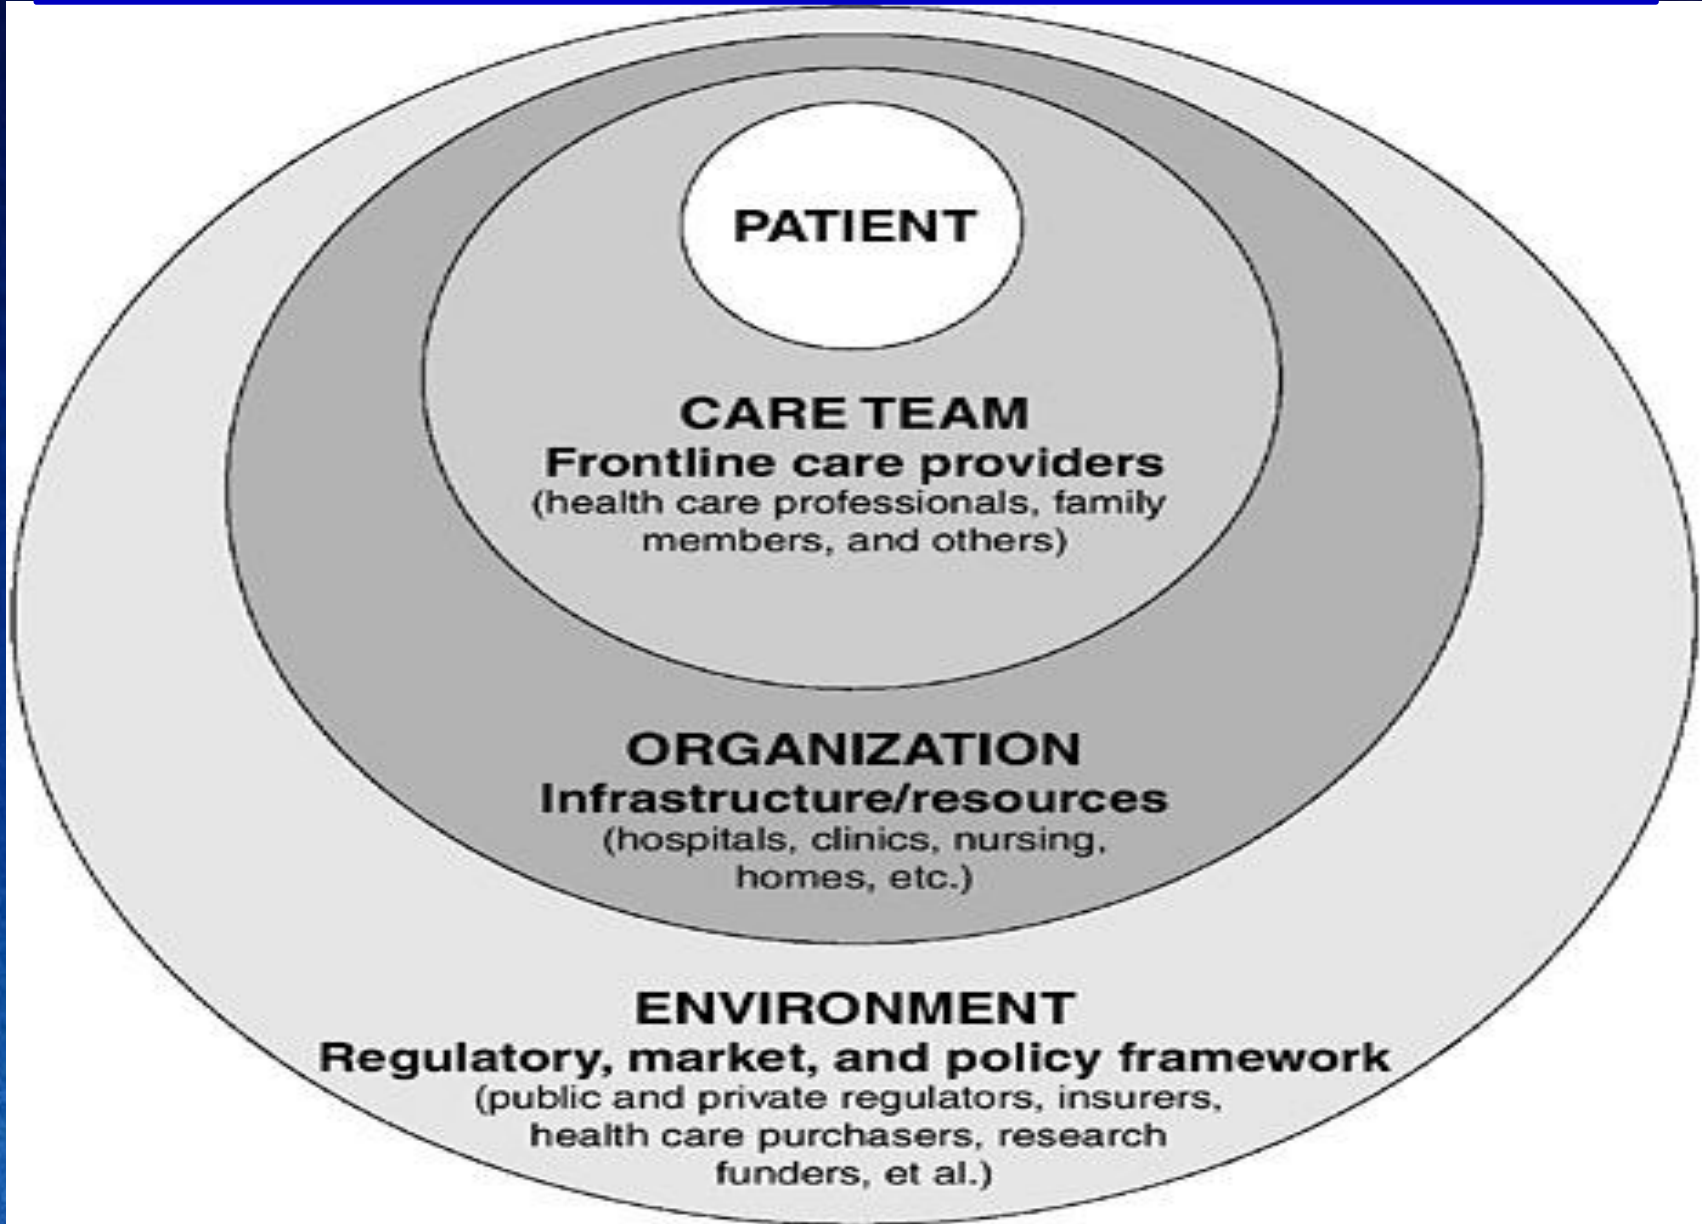 PATIENT
CARE TEAM
Frontline care providers
(health care professionals, family
members, and others)
ORGANIZATION
Infrastructure/resources
(hospitals, clinics, nursing,
homes, etc.)
ENVIRONMENT
Regulatory, market, and policy framework
(public and private regulators, insurers,
health care purchasers, research
funders, et al.)